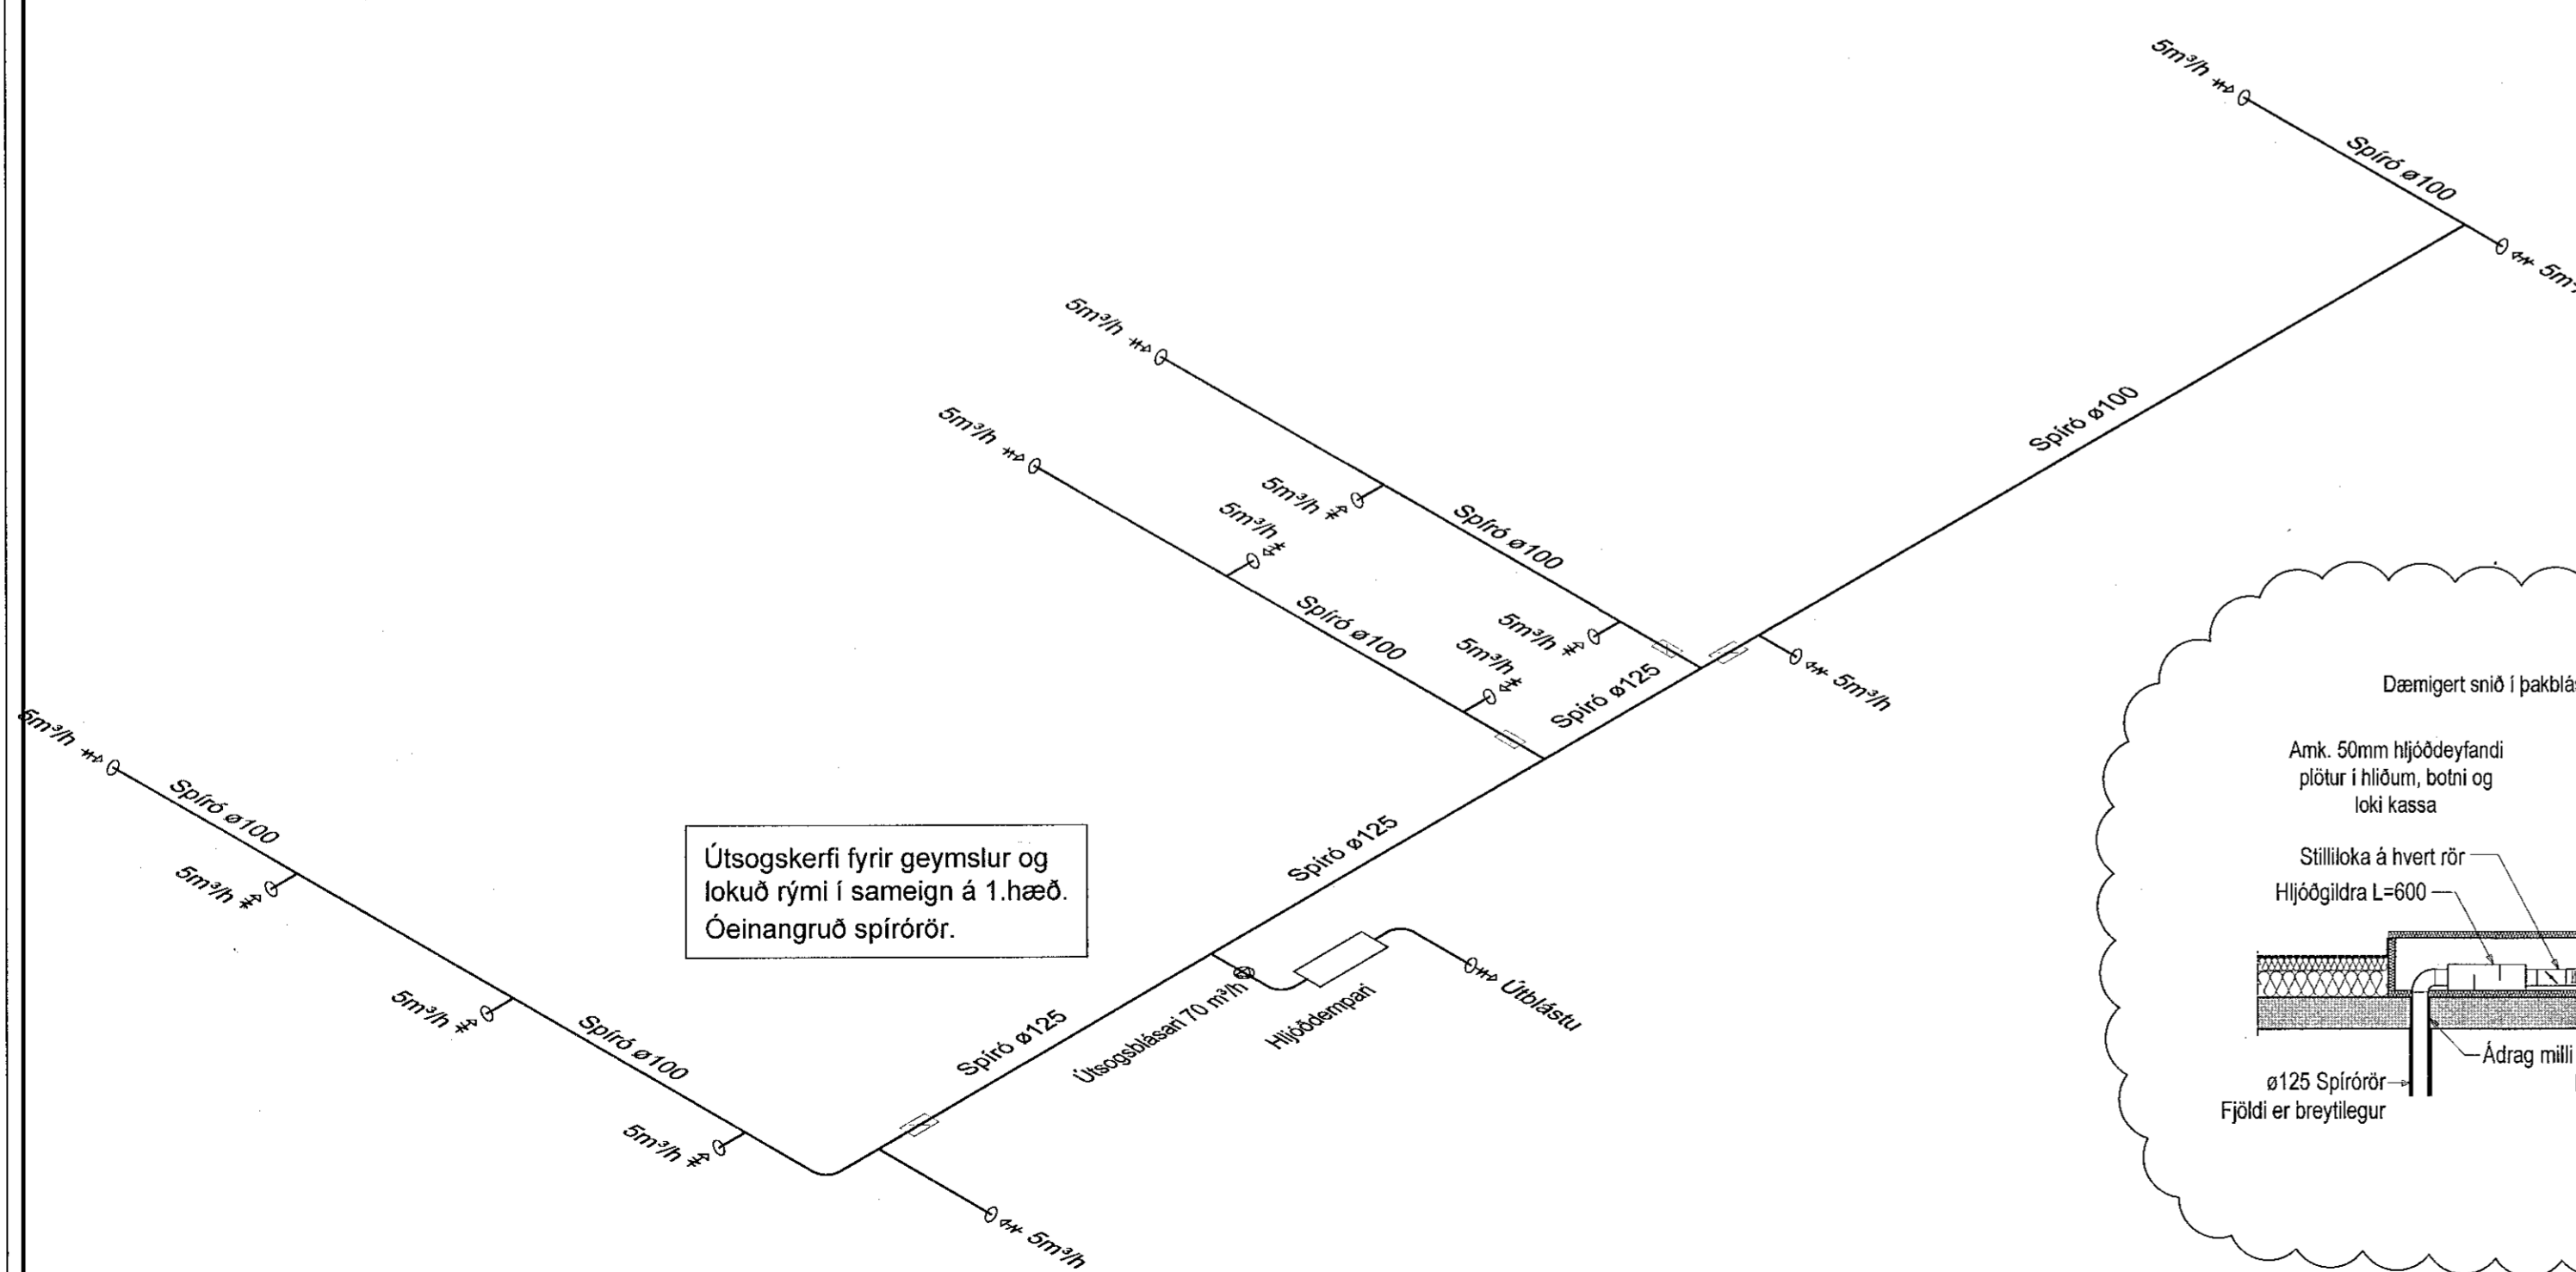 5m³/h
Spíró ø100
5m³/h
Spíró ø100
5m³/h
5m³/h
Spíró ø100
5m³/h
5m³/h
Spíró ø100
5m³/h
5m³/h
Spíró ø125
5m³/h
5m³/h
Spíró ø100
5m³/h
5m³/h
Spíró ø100
5m³/h
5m³/h
Spíró ø125
Spíró ø125
Útsogsblásari 70 m³/h
Hljóðdempari
Útblástu
Útsogskerfi fyrir geymslur og
lokuð rými í sameign á 1.hæð.
Óeinangruð spírórör.
Dæmigert snið í þakblás
Amk. 50mm hljóðdeyfandi
plötur í hliðum, botni og
loki kassa
Stilliloka á hvert rör
Hljóðgildra L=600
Ádrag milli
ø125 Spírórör
Fjöldi er breytilegur